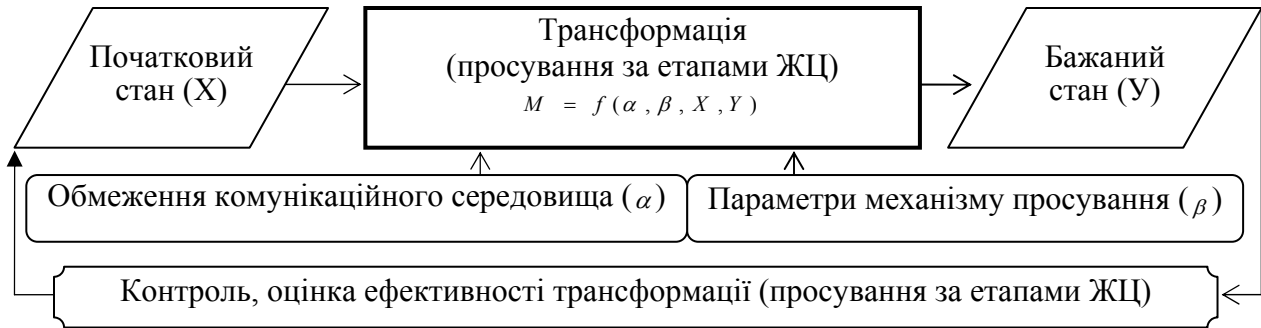 Початковий
стан (X)
Трансформація
(просування за етапами ЖЦ)
M = f ( α , β , X , Y )
Бажаний
стан (У)
Обмеження комунікаційного середовища ( α )
Параметри механізму просування ( β )
Контроль, оцінка ефективності трансформації (просування за етапами ЖЦ)